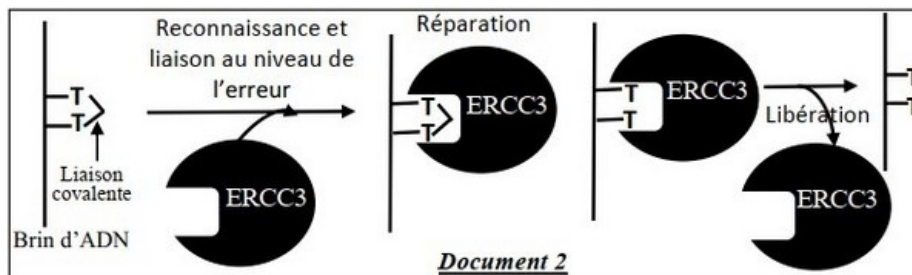 Reconnaissance et
liaison au niveau de
l'erreur
Réparation
T
T
Liaison
covalente
Brin d'ADN
ERCC3
T
T
ERCC3
T
T
ERCC3
Libération
ERCC3
T
T
Document 2